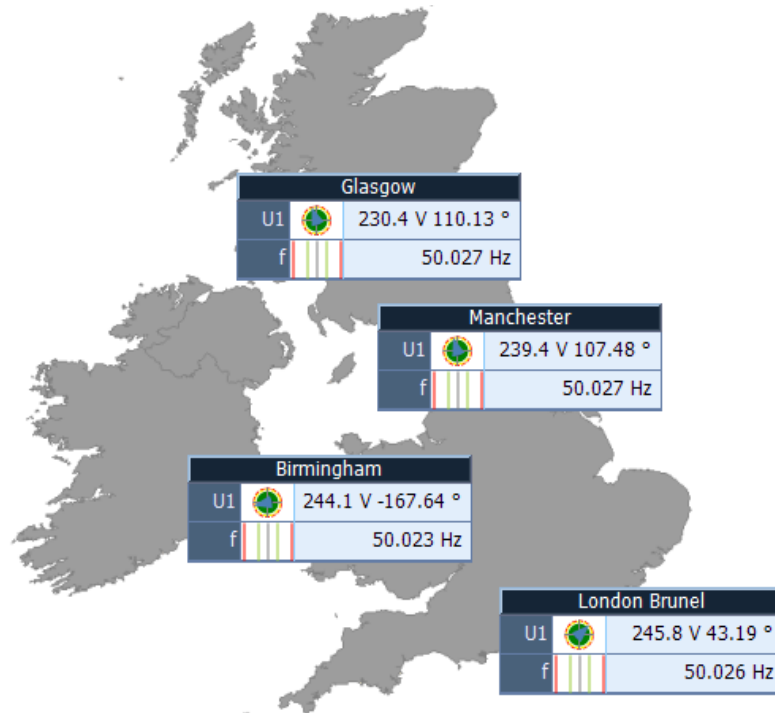 Glasgow
U1 230.4 V 110.13 °
f 50.027 Hz
Manchester
U1 239.4 V 107.48 °
f 50.027 Hz
Birmingham
U1 244.1 V -167.64 °
f 50.023 Hz
London Brunel
U1 245.8 V 43.19 °
f 50.026 Hz